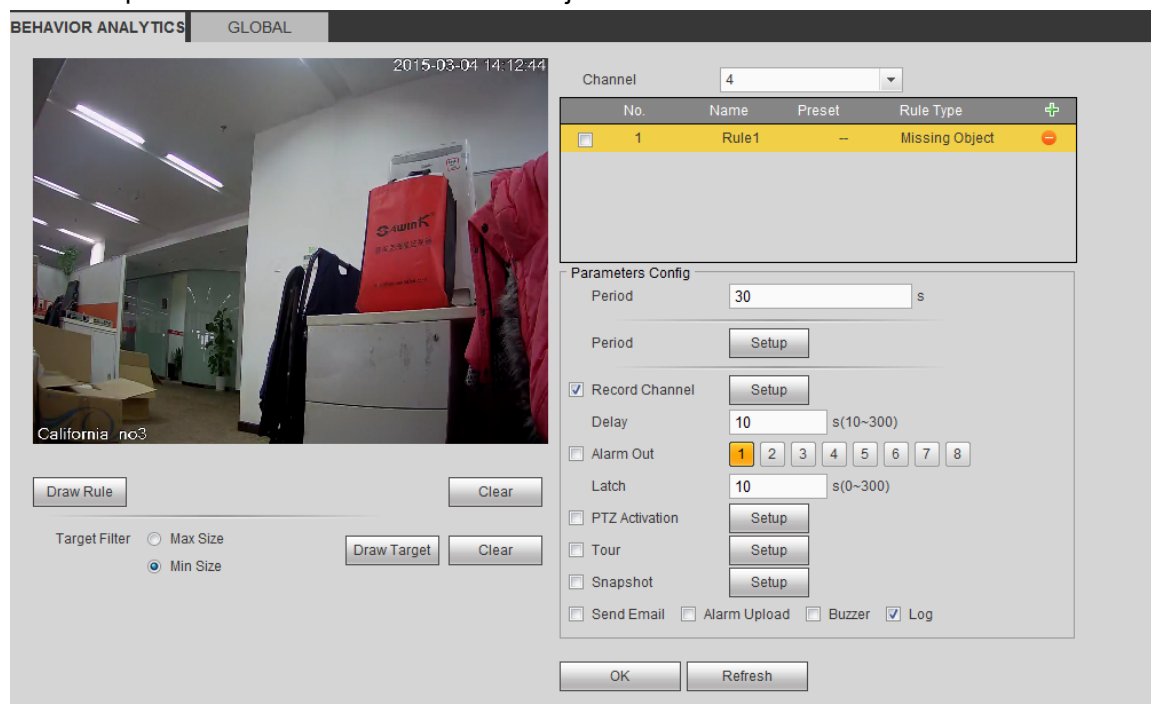 BEHAVIOR ANALYTICS GLOBAL
2015-03-04 14:12:44
SAWINK
California no3
Draw Rule Clear
Target Filter Max Size
Draw Target Clear
Min Size
Channel 4
No. Name Preset Rule Type
1 Rule1 -- Missing Object
Parameters Config
Period 30 s
Period Setup
Record Channel Setup
Delay 10 s(10~300)
Alarm Out 1 2 3 4 5 6 7 8
Latch 10 s(0~300)
PTZ Activation Setup
Tour Setup
Snapshot Setup
Send Email Alarm Upload Buzzer Log
OK Refresh